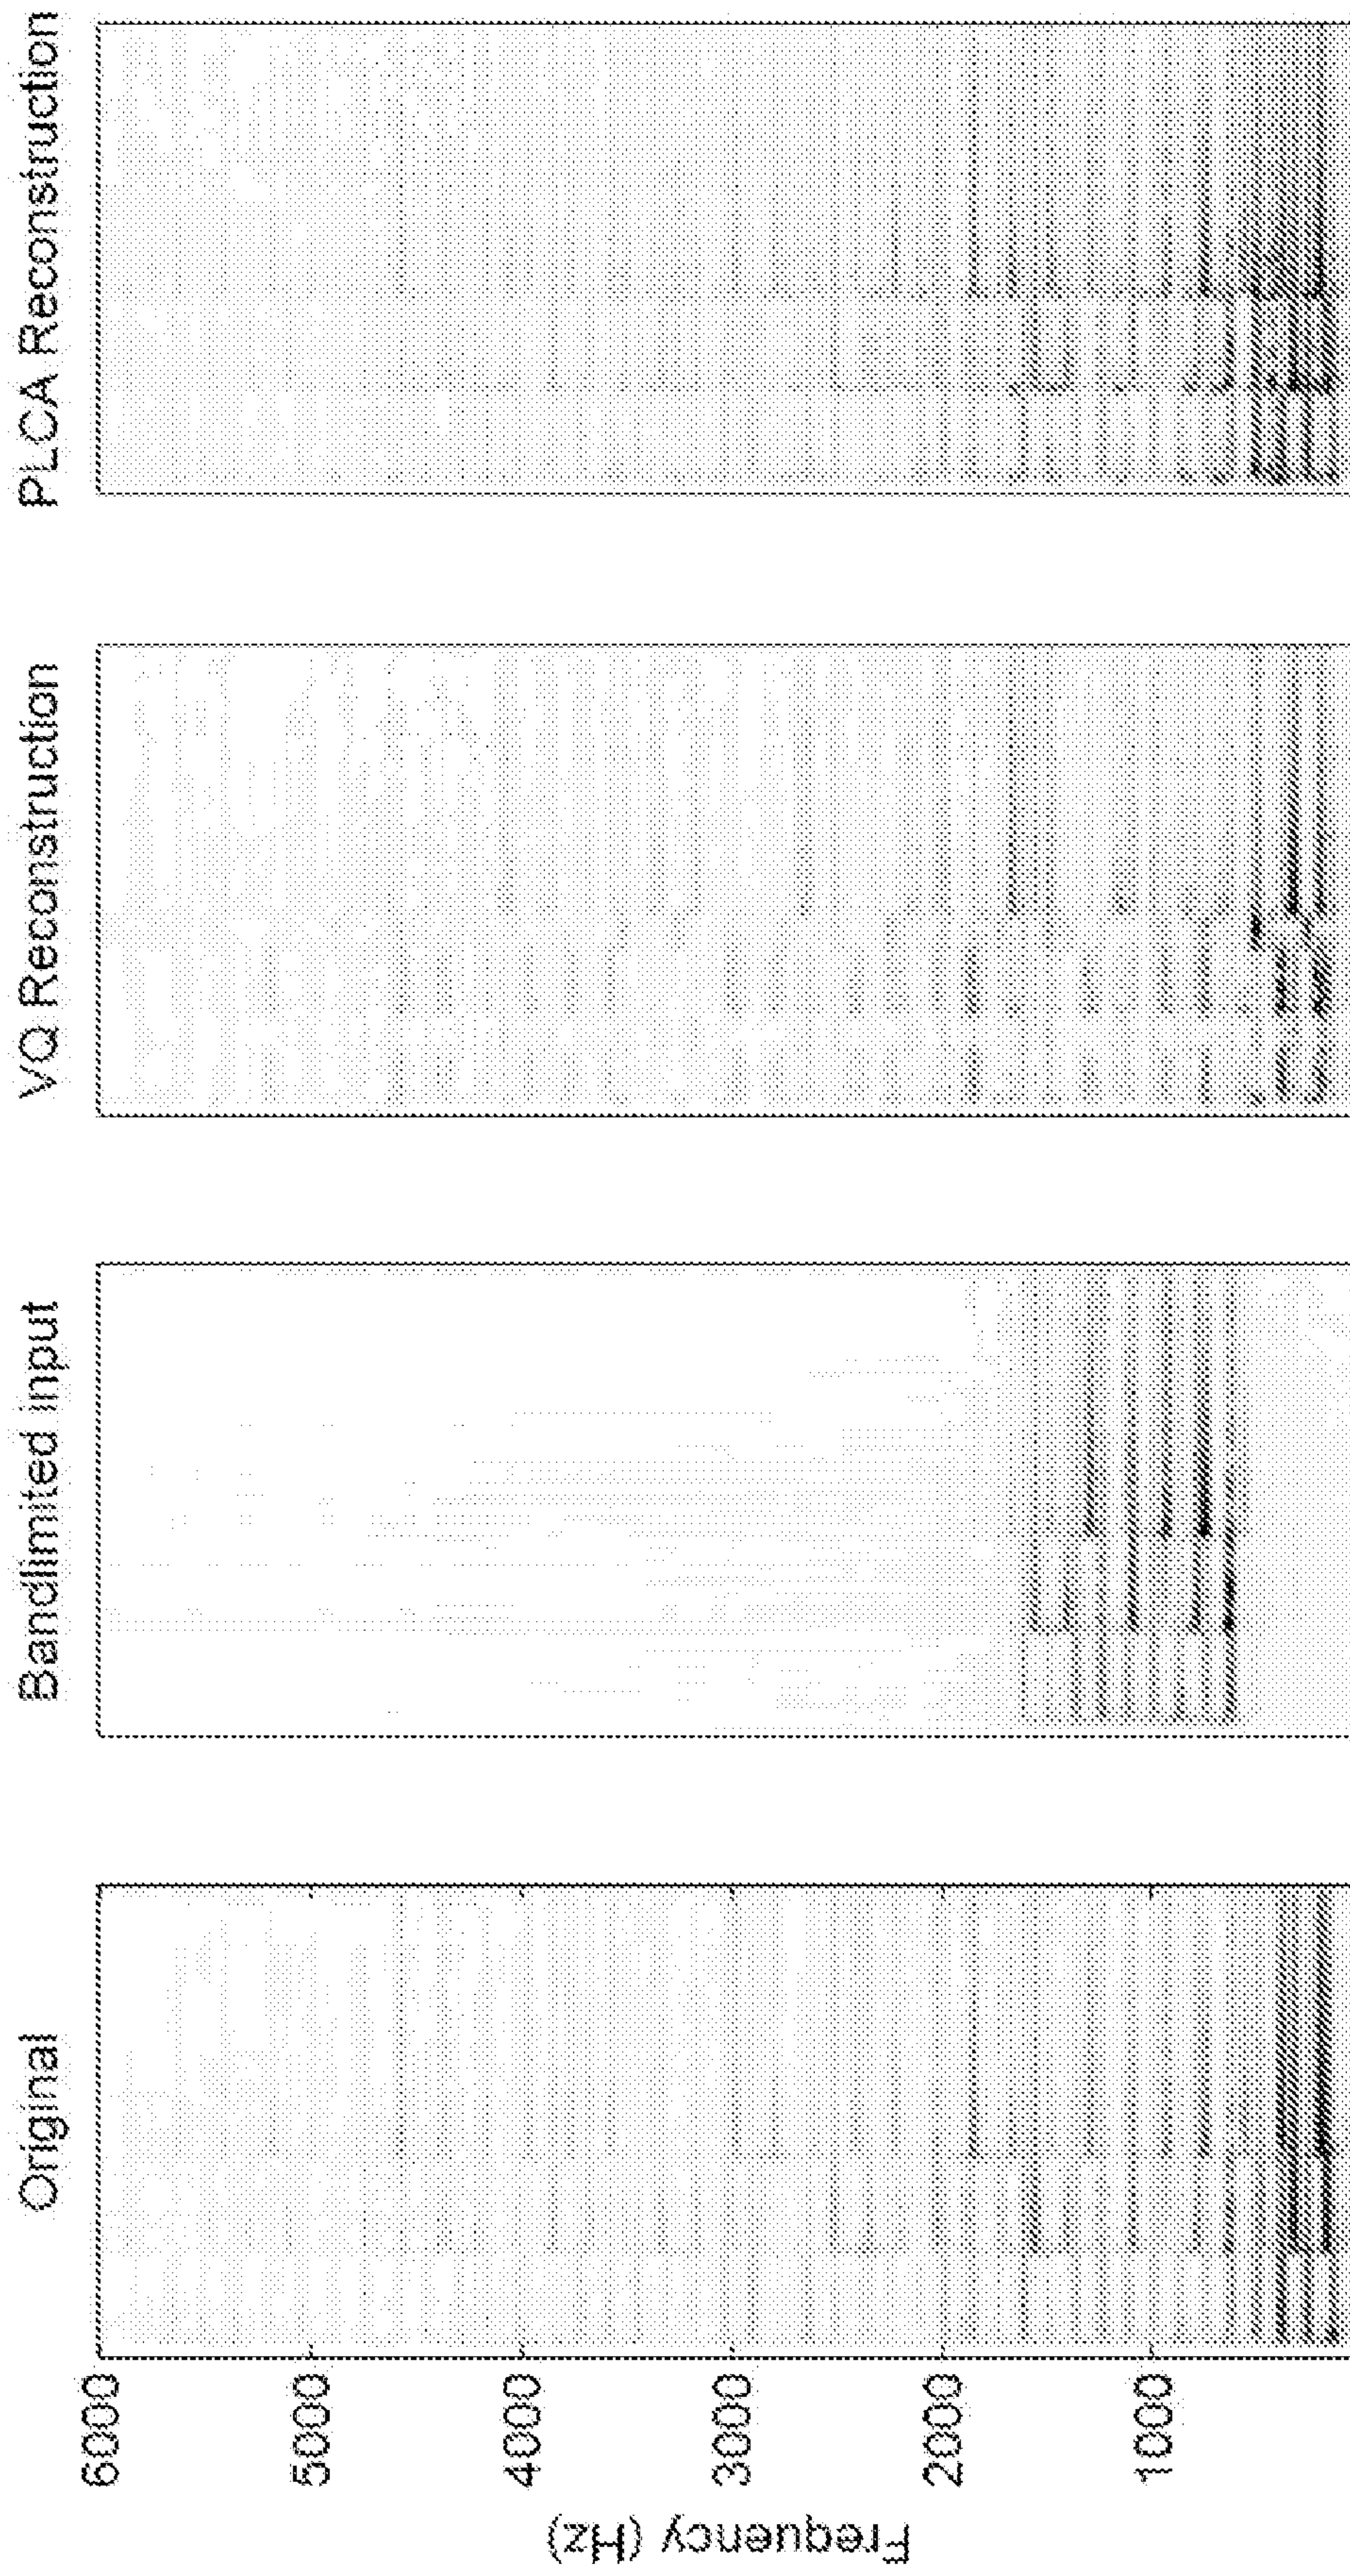 Original
Bandlimited input
VQ Reconstruction
PLCA Reconstruction
Frequency (Hz)
6000
5000
4000
3000
2000
1000